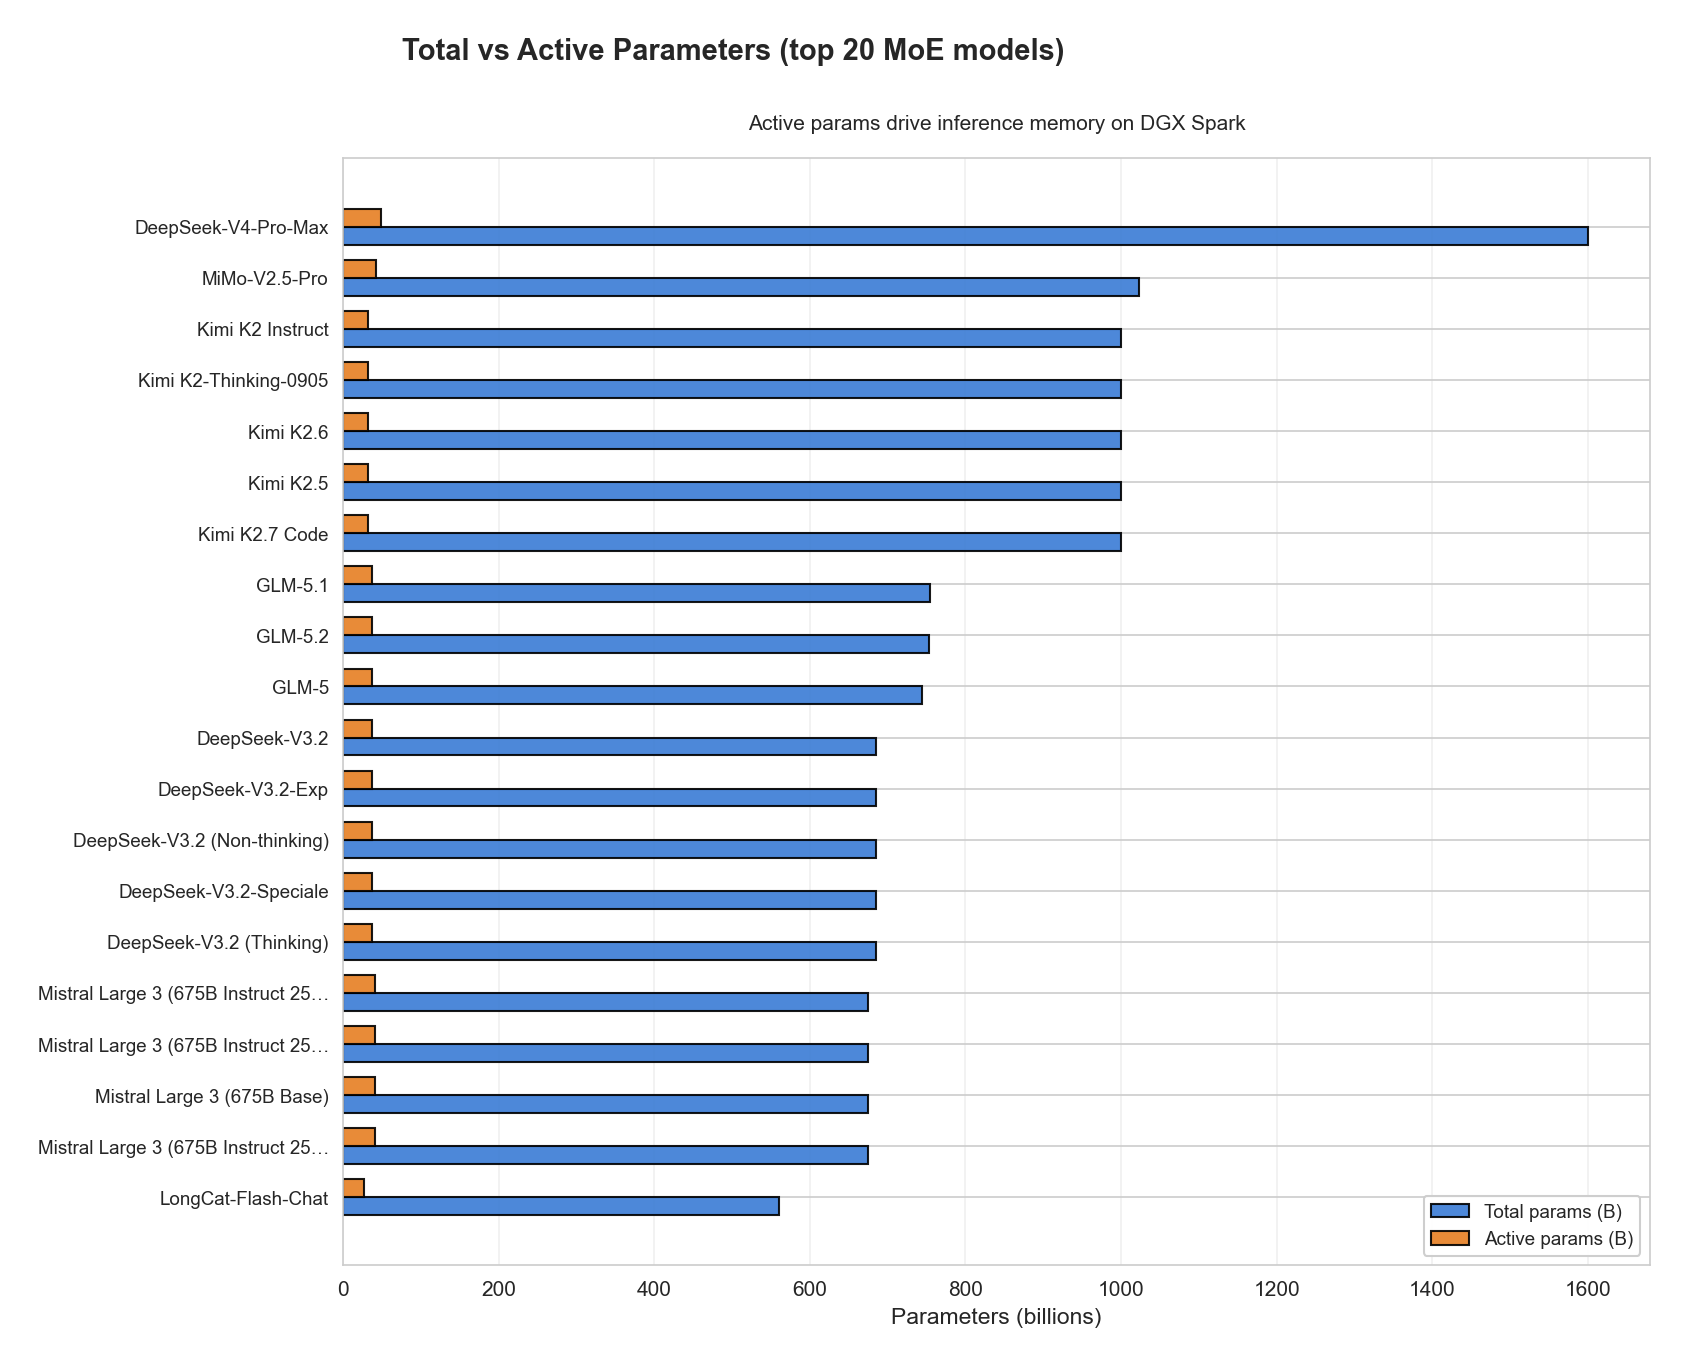 Total vs Active Parameters (top 20 MoE models)
Active params drive inference memory on DGX Spark
DeepSeek-V4-Pro-Max
MiMo-V2.5-Pro
Kimi K2 Instruct
Kimi K2-Thinking-0905
Kimi K2.6
Kimi K2.5
Kimi K2.7 Code
GLM-5.1
GLM-5.2
GLM-5
DeepSeek-V3.2
DeepSeek-V3.2-Exp
DeepSeek-V3.2 (Non-thinking)
DeepSeek-V3.2-Speciale
DeepSeek-V3.2 (Thinking)
Mistral Large 3 (675B Instruct 25…
Mistral Large 3 (675B Instruct 25…
Mistral Large 3 (675B Base)
Mistral Large 3 (675B Instruct 25…
LongCat-Flash-Chat
Total params (B)
Active params (B)
0 200 400 600 800 1000 1200 1400 1600
Parameters (billions)